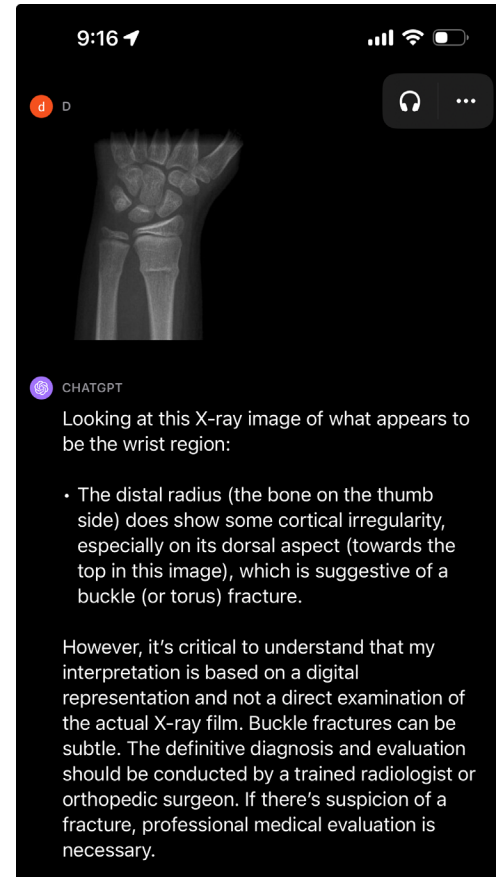 9:16
d D
CHATGPT
Looking at this X-ray image of what appears to
be the wrist region:
• The distal radius (the bone on the thumb
side) does show some cortical irregularity,
especially on its dorsal aspect (towards the
top in this image), which is suggestive of a
buckle (or torus) fracture.
However, it’s critical to understand that my
interpretation is based on a digital
representation and not a direct examination of
the actual X-ray film. Buckle fractures can be
subtle. The definitive diagnosis and evaluation
should be conducted by a trained radiologist or
orthopedic surgeon. If there’s suspicion of a
fracture, professional medical evaluation is
necessary.